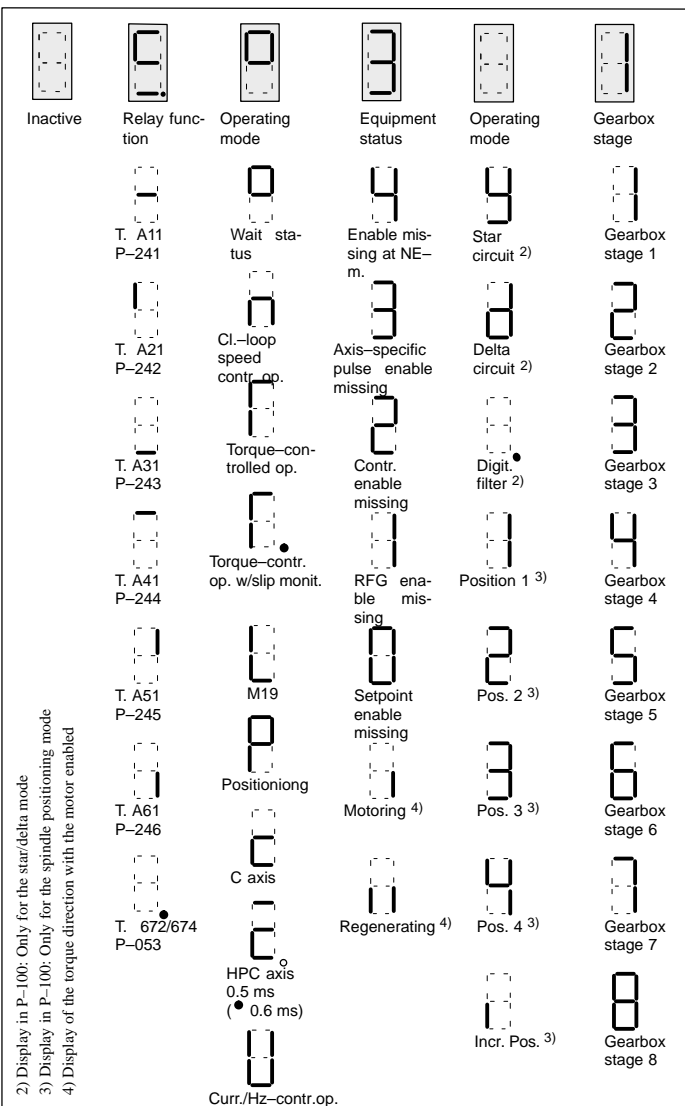 Inactive
Relay func-
tion
Operating
mode
Equipment
status
Operating
mode
Gearbox
stage
T. A11
P–241
Wait sta-
tus
Enable mis-
sing at NE–
m.
Star
circuit 2)
Gearbox
stage 1
T. A21
P–242
Cl.–loop
speed
contr. op.
Axis–specific
pulse enable
missing
Delta
circuit 2)
Gearbox
stage 2
T. A31
P–243
Torque–con-
trolled op.
Contr.
enable
missing
Digit.
filter 2)
Gearbox
stage 3
T. A41
P–244
Torque–contr.
op. w/slip monit.
RFG ena-
ble mis-
sing
Position 1 3)
Gearbox
stage 4
T. A51
P–245
M19
Setpoint
enable
missing
Pos. 2 3)
Gearbox
stage 5
T. A61
P–246
Positioniong
Motoring 4)
Pos. 3 3)
Gearbox
stage 6
T. 672/674
P–053
C axis
Regenerating 4)
Pos. 4 3)
Gearbox
stage 7
HPC axis
0.5 ms
(● 0.6 ms)
Incr. Pos. 3)
Gearbox
stage 8
Curr./Hz–contr.op.
2) Display in P–100: Only for the star/delta mode
3) Display in P–100: Only for the spindle positioning mode
4) Display of the torque direction with the motor enabled